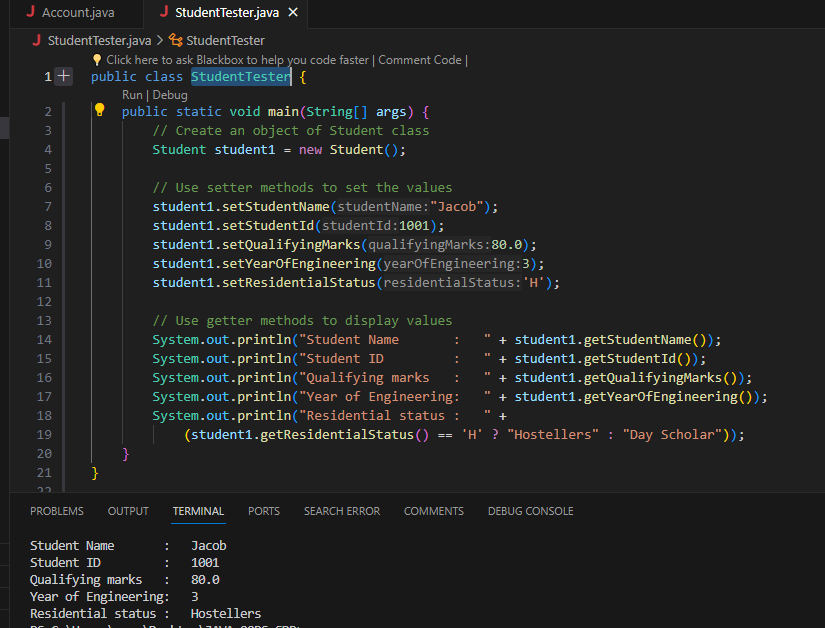 J Account.java
J StudentTester.java ×
J StudentTester.java > StudentTester
Click here to ask Blackbox to help you code faster | Comment Code |
1 + public class StudentTester {
Run | Debug
2 public static void main(String[] args) {
3 // Create an object of Student class
4 Student student1 = new Student();
5
6 // Use setter methods to set the values
7 student1.setStudentName(studentName:"Jacob");
8 student1.setStudentId(studentId:1001);
9 student1.setQualifyingMarks(qualifyingMarks:80.0);
10 student1.setYearOfEngineering(yearOfEngineering:3);
11 student1.setResidentialStatus(residentialStatus:'H');
12
13 // Use getter methods to display values
14 System.out.println("Student Name       :   " + student1.getStudentName());
15 System.out.println("Student ID         :   " + student1.getStudentId());
16 System.out.println("Qualifying marks   :   " + student1.getQualifyingMarks());
17 System.out.println("Year of Engineering:   " + student1.getYearOfEngineering());
18 System.out.println("Residential status :   " +
19 (student1.getResidentialStatus() == 'H' ? "Hostellers" : "Day Scholar"));
20 }
21 }
22
PROBLEMS OUTPUT TERMINAL PORTS SEARCH ERROR COMMENTS DEBUG CONSOLE
Student Name       :   Jacob
Student ID         :   1001
Qualifying marks   :   80.0
Year of Engineering:   3
Residential status :   Hostellers